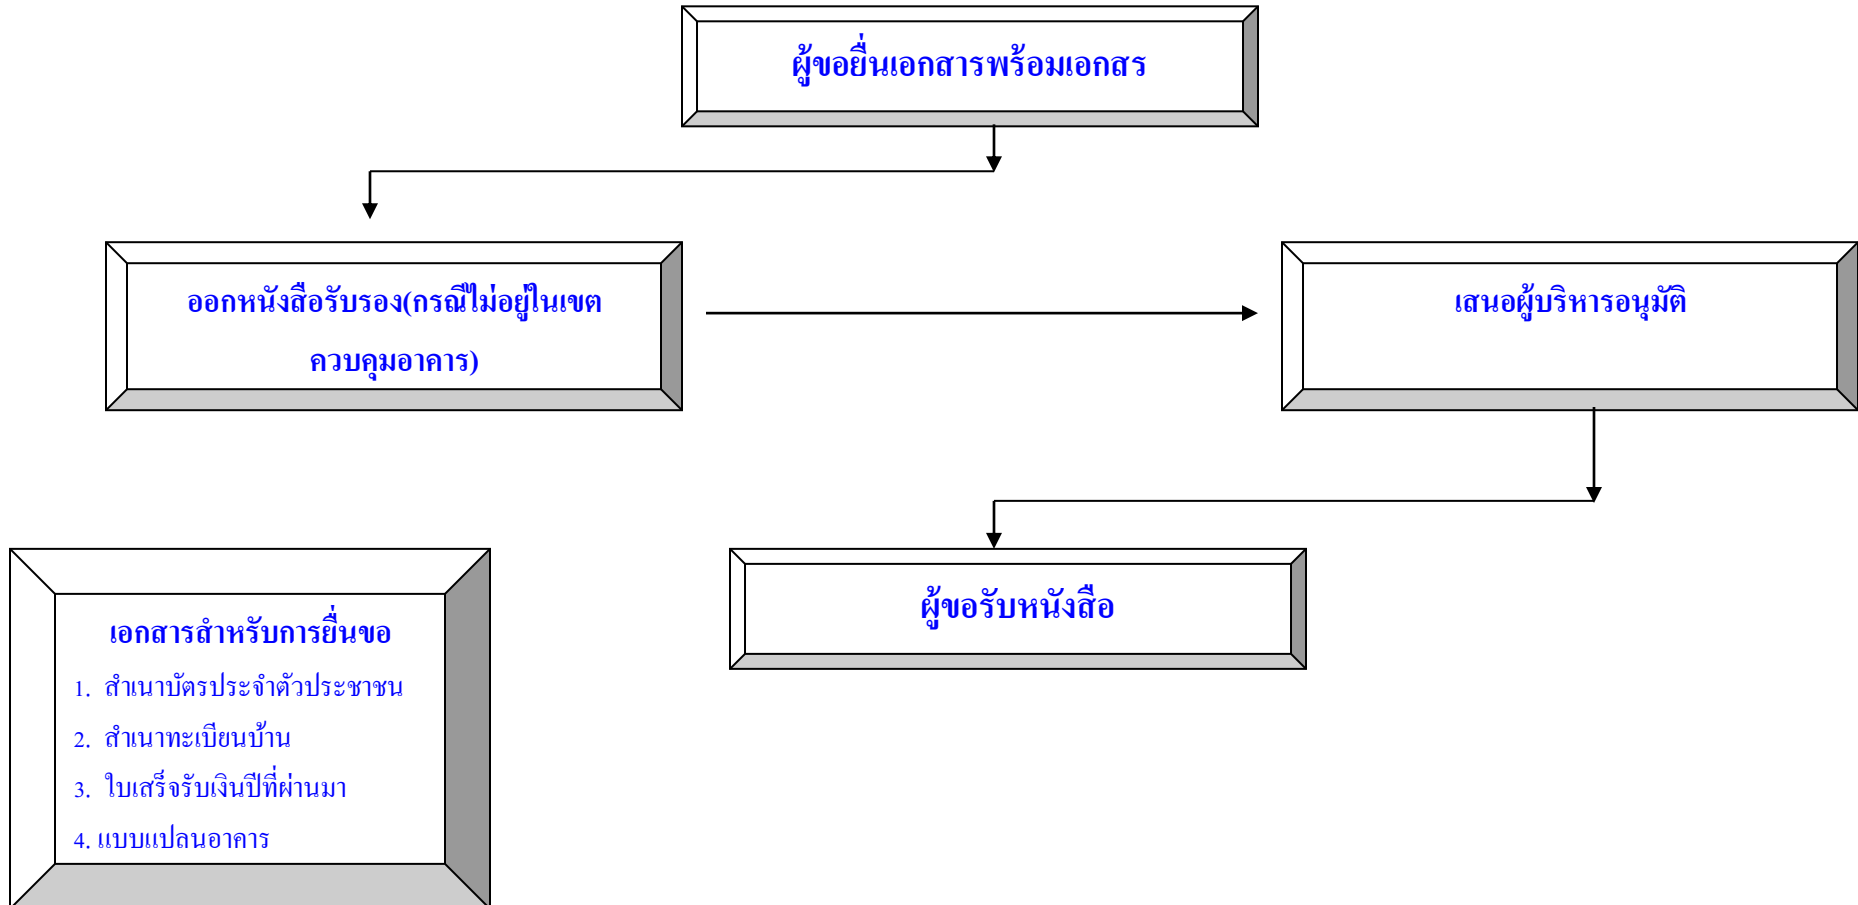 ผู้ขอยื่นเอกสารพร้อมเอกสร
ออกหนังสือรับรอง(กรณีไม่อยู่ในเขต
ควบคุมอาคาร)
เสนอผู้บริหารอนุมัติ
ผู้ขอรับหนังสือ
เอกสารสำหรับการยื่นขอ
1. สำเนาบัตรประจำตัวประชาชน
2. สำเนาทะเบียนบ้าน
3. ใบเสร็จรับเงินปีที่ผ่านมา
4. แบบแปลนอาคาร